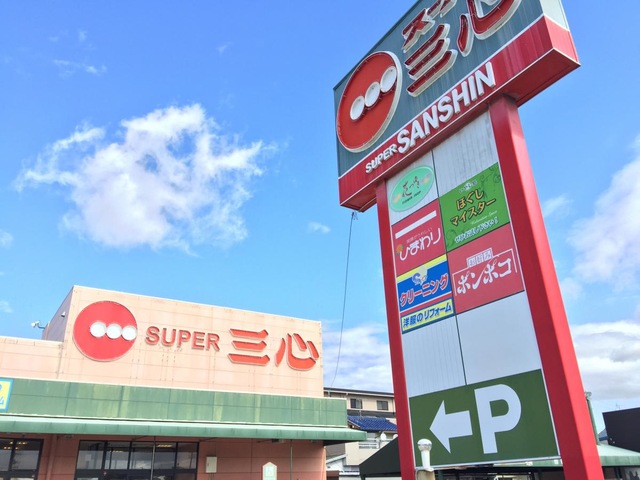 スーパー
三心
SUPER SANSHIN
ほぐし
マイスター
ひまわり
クリーニング
洋服のリフォーム
ポンポコ
P
SUPER 三心